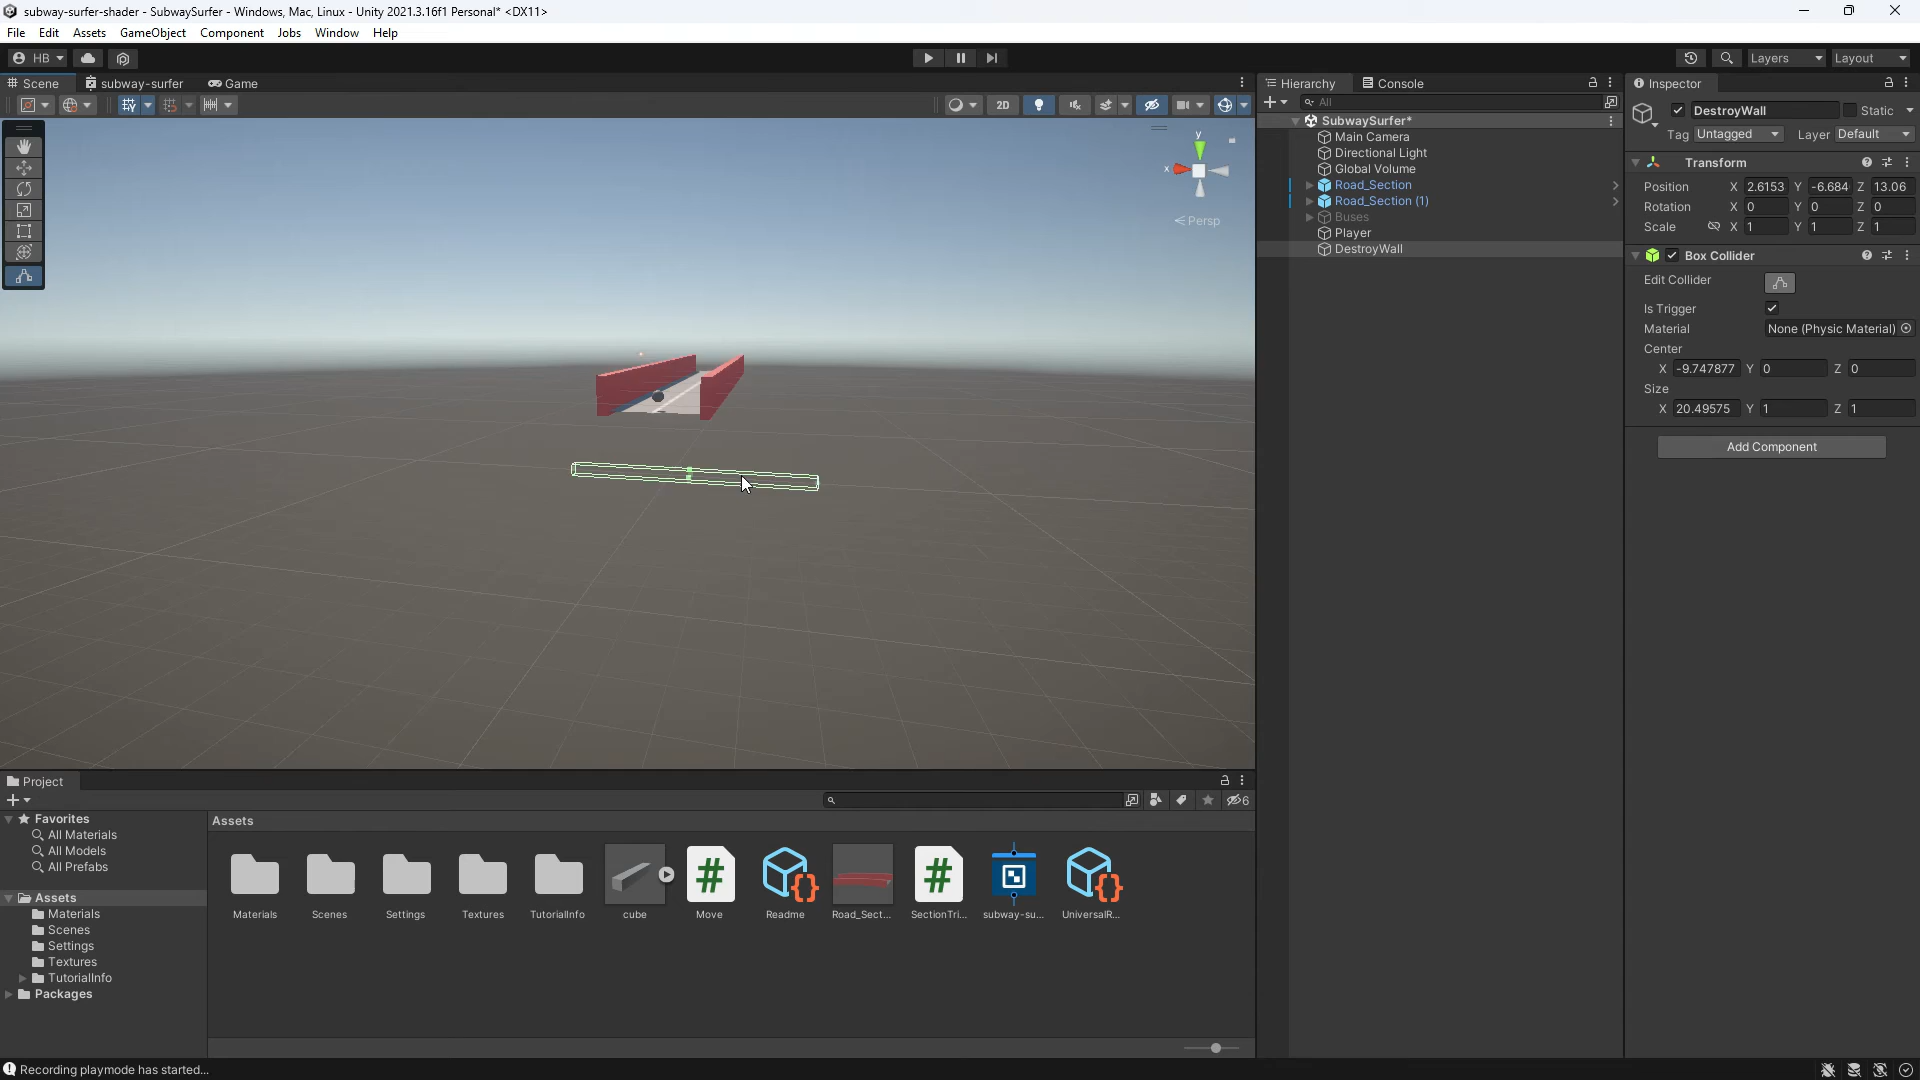 subway-surfer-shader - SubwaySurfer - Windows, Mac, Linux - Unity 2021.3.16f1 Personal* <DX11>
File Edit Assets GameObject Component Jobs Window Help
HB Layers Layout
Scene subway-surfer Game
2D
y
x
Persp
Hierarchy Console
All
SubwaySurfer*
Main Camera
Directional Light
Global Volume
Road_Section
Road_Section (1)
Buses
Player
DestroyWall
Inspector
DestroyWall Static
Tag Untagged Layer Default
Transform
Position X 2.6153 Y -6.684 Z 13.06
Rotation X 0 Y 0 Z 0
Scale X 1 Y 1 Z 1
Box Collider
Edit Collider
Is Trigger
Material None (Physic Material)
Center
X -9.747877 Y 0 Z 0
Size
X 20.49575 Y 1 Z 1
Add Component
Project
6
Favorites
All Materials
All Models
All Prefabs
Assets
Materials
Scenes
Settings
Textures
TutorialInfo
Packages
Assets
Materials Scenes Settings Textures TutorialInfo cube Move Readme Road_Sect... SectionTri... subway-su... UniversalR...
Recording playmode has started...